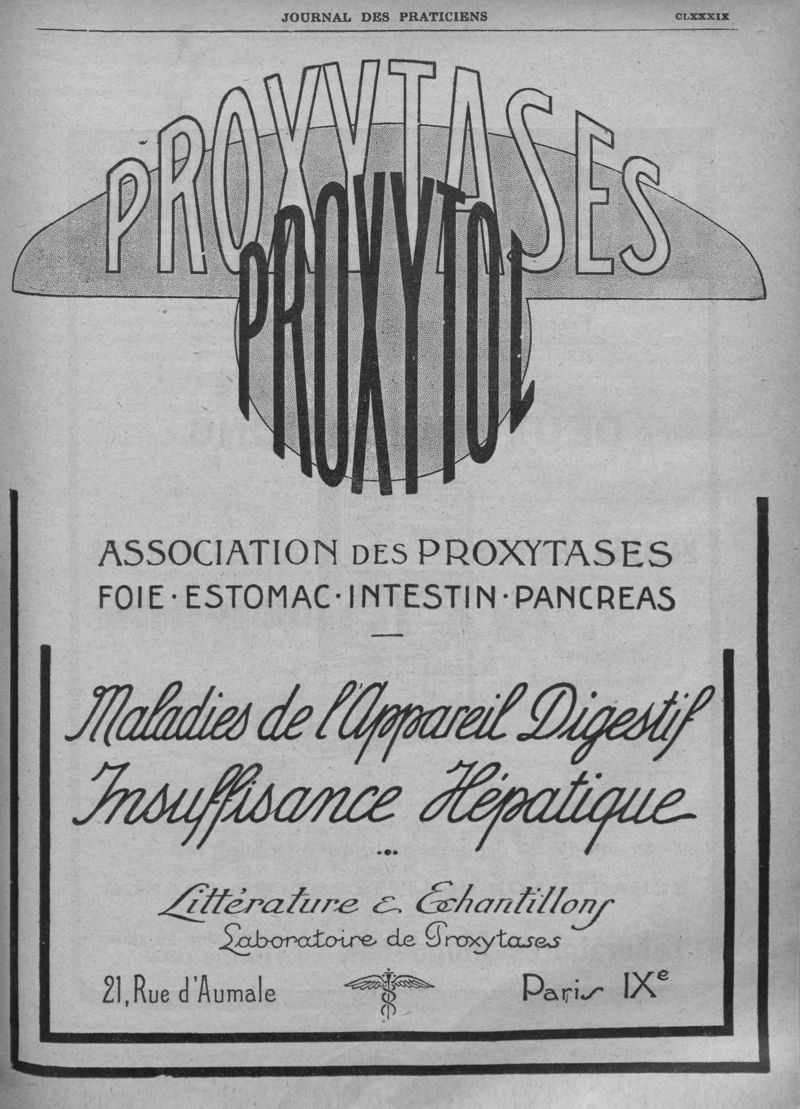 JOURNAL DES PRATICIENS CLXXXIX
PROXYTASES
PROXYTOL
ASSOCIATION DES PROXYTASES
FOIE · ESTOMAC · INTESTIN · PANCREAS
Maladies de l'Appareil Digestif
Insuffisance Hépatique
Littérature & Echantillons
Laboratoire de Proxytases
21, Rue d'Aumale Paris IXe